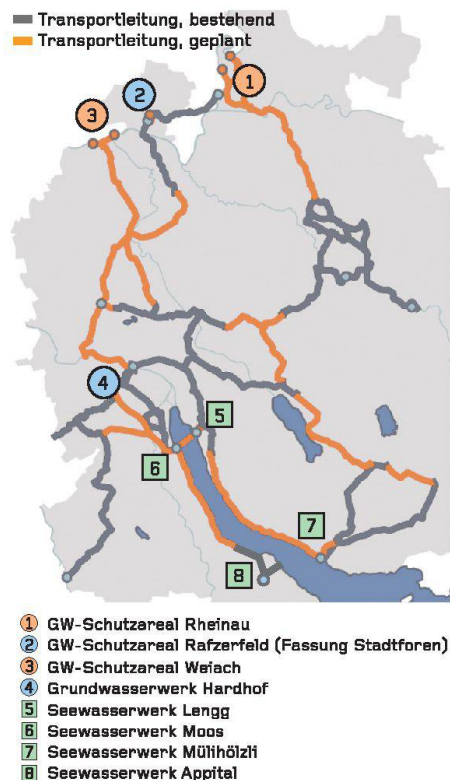 Transportleitung, bestehend
Transportleitung, geplant
1
2
3
4
5
6
7
8
1 GW-Schutzareal Rheinau
2 GW-Schutzareal Rafzerfeld (Fassung Stadtforen)
3 GW-Schutzareal Weiach
4 Grundwasserwerk Hardhof
5 Seewasserwerk Lengg
6 Seewasserwerk Moos
7 Seewasserwerk Mülihölzli
8 Seewasserwerk Appital